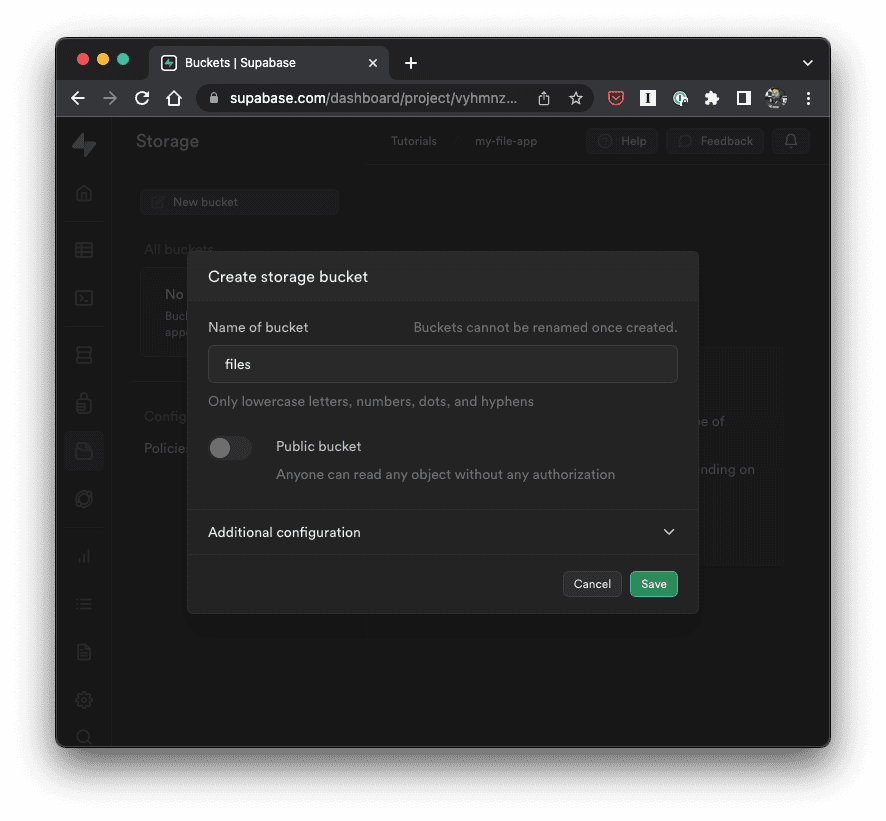 Buckets | Supabase
supabase.com/dashboard/project/vyhmnz...
Storage
Tutorials
my-file-app
Help
Feedback
New bucket
All buckets
No
Buc
app
Config
Policies
e of
nding on
Create storage bucket
Name of bucket
Buckets cannot be renamed once created.
files
Only lowercase letters, numbers, dots, and hyphens
Public bucket
Anyone can read any object without any authorization
Additional configuration
Cancel
Save